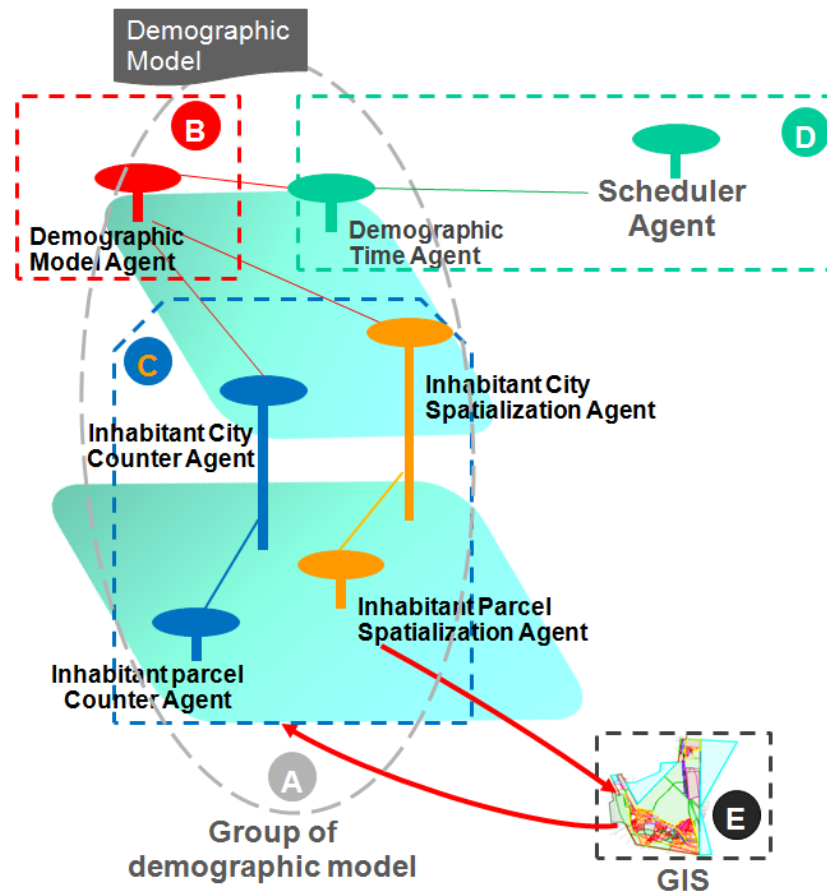 Demographic
Model
B
D
Scheduler
Agent
Demographic
Model Agent
Demographic
Time Agent
C
Inhabitant City
Spatialization Agent
Inhabitant City
Counter Agent
Inhabitant Parcel
Spatialization Agent
Inhabitant parcel
Counter Agent
A
Group of
demographic model
E
GIS